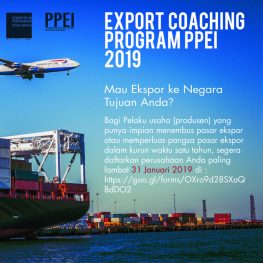 PPEI
EXPORT COACHING
PROGRAM PPEI
2019
Mau Ekspor ke Negara
Tujuan Anda?
Bagi Pelaku usaha (produsen) yang
punya impian menembus pasar ekspor
atau memperluas pangsa pasar ekspor
dalam kurun waktu satu tahun, segera
daftarkan perusahaan Anda paling
lambat 31 Januari 2019 di :
https://goo.gl/forms/OXro9d28SXaQ
BdDO2